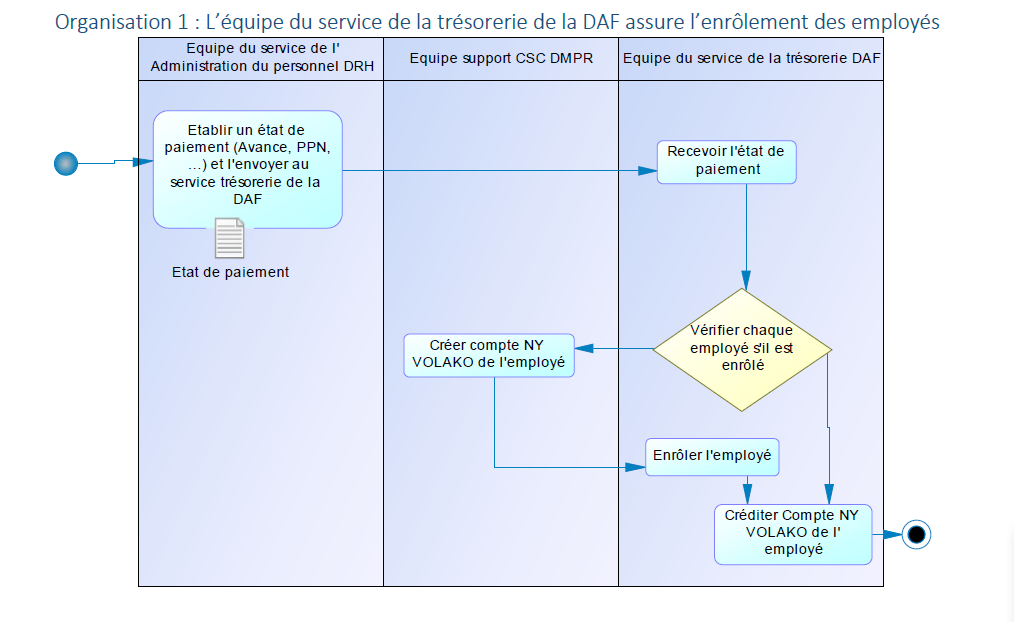 Organisation 1 : L’équipe du service de la trésorerie de la DAF assure l’enrôlement des employés
Equipe du service de l'
Administration du personnel DRH
Equipe support CSC DMPR
Equipe du service de la trésorerie DAF
Etablir un état de
paiement (Avance, PPN,
…) et l'envoyer au
service trésorerie de la
DAF
Etat de paiement
Recevoir l'état de
paiement
Vérifier chaque
employé s'il est
enrôlé
Créer compte NY
VOLAKO de l'employé
Enrôler l'employé
Créditer Compte NY
VOLAKO de l'
employé